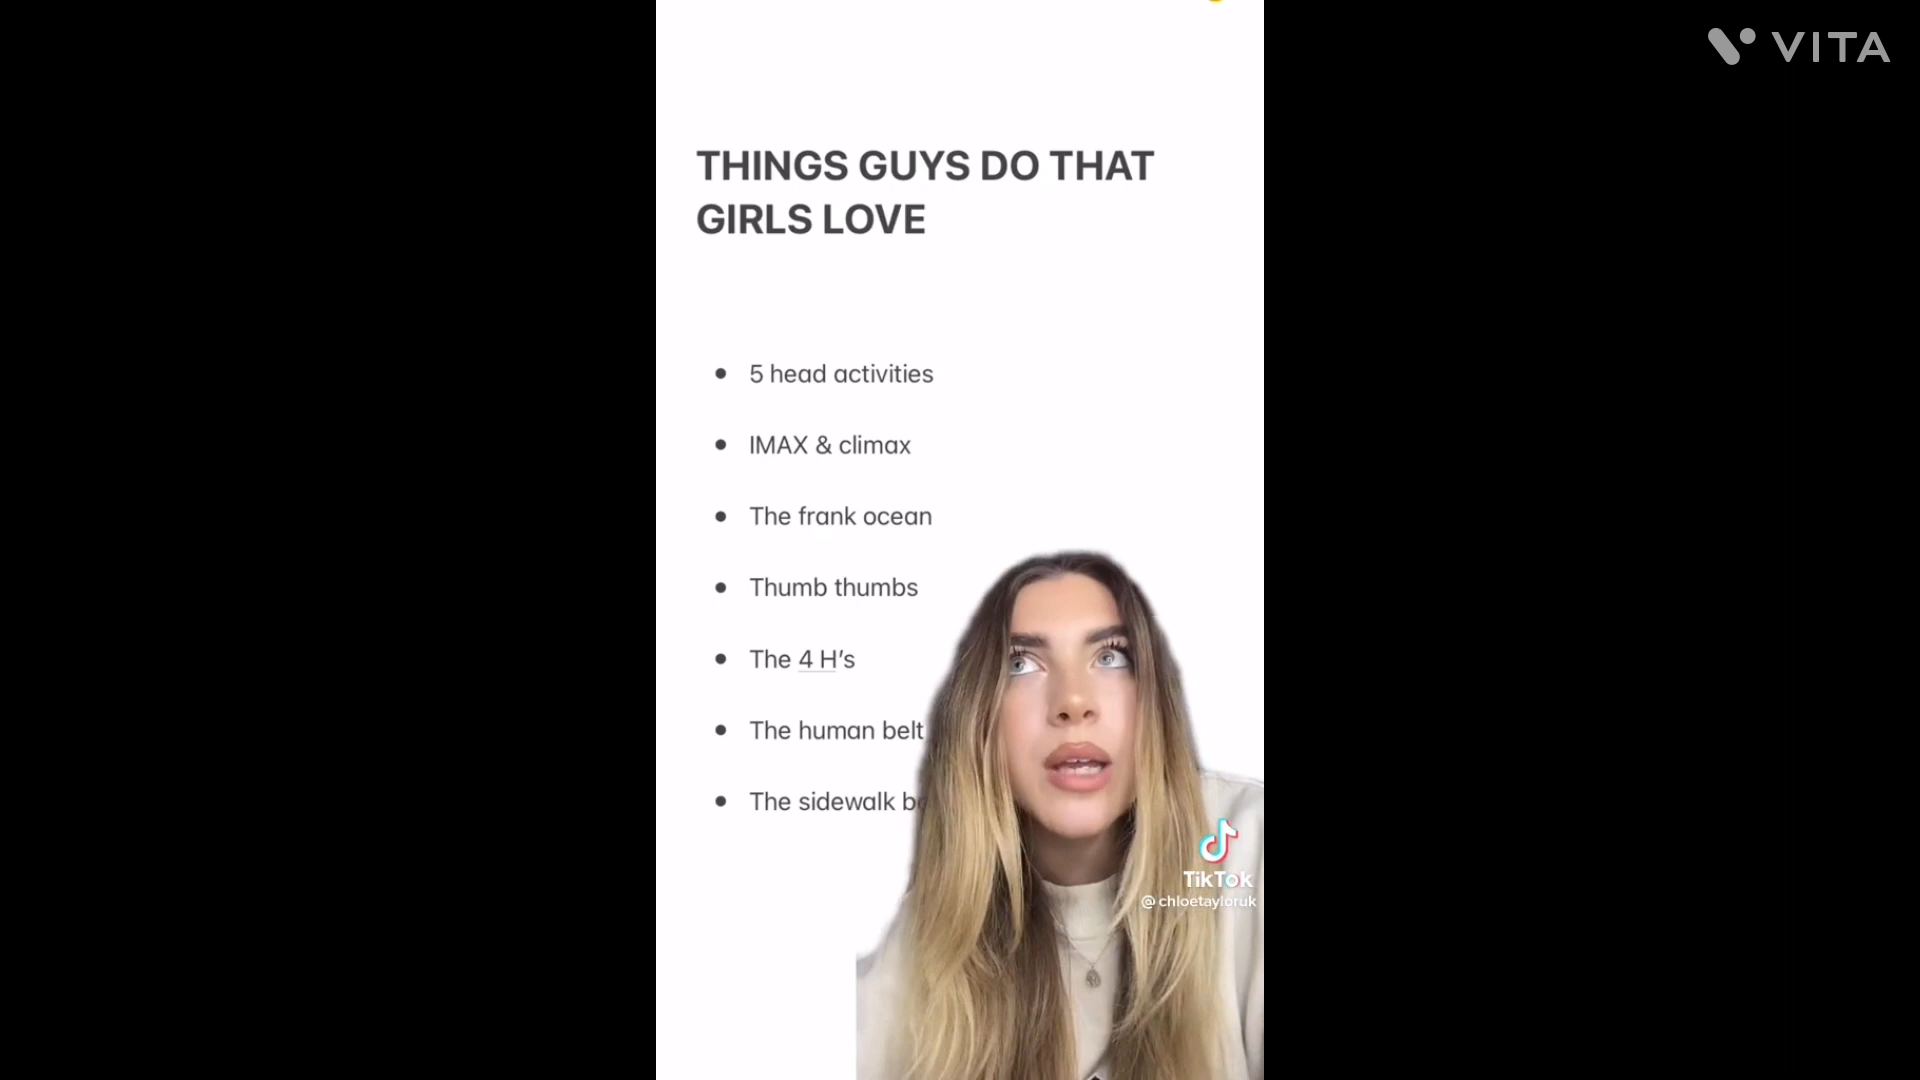 VITA
THINGS GUYS DO THAT
GIRLS LOVE
5 head activities
IMAX & climax
The frank ocean
Thumb thumbs
The 4 H's
The human belt
The sidewalk
TikTok
@chloetayloruk